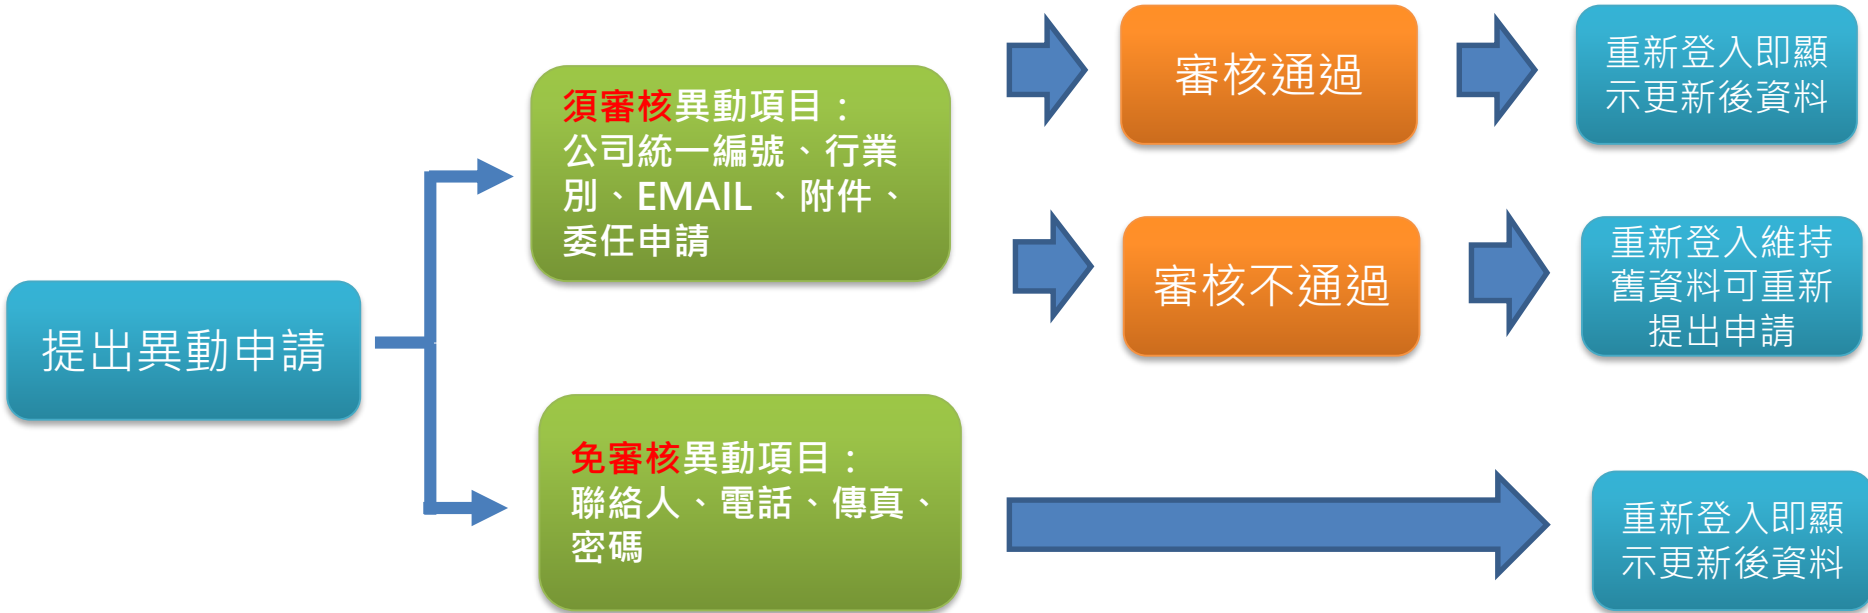 提出異動申請
須審核異動項目：
公司統一編號、行業
別、EMAIL 、附件、
委任申請
審核通過
重新登入即顯
示更新後資料
審核不通過
重新登入維持
舊資料可重新
提出申請
免審核異動項目：
聯絡人、電話、傳真、
密碼
重新登入即顯
示更新後資料